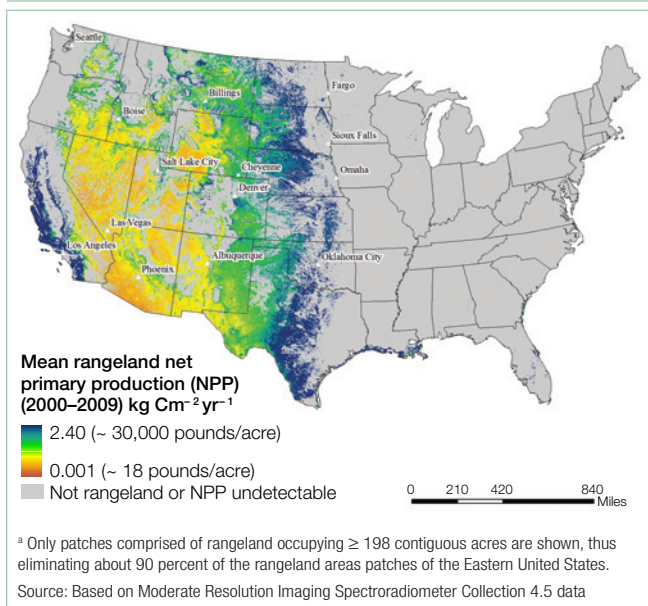 Seattle
Fargo
Billings
Boise
Sioux Falls
Salt Lake City
Cheyenne
Omaha
Denver
Las Vegas
Los Angeles
Albuquerque
Oklahoma City
Phoenix
Mean rangeland net
primary production (NPP)
(2000–2009) kg Cm⁻² yr⁻¹
2.40 (~ 30,000 pounds/acre)
0.001 (~ 18 pounds/acre)
Not rangeland or NPP undetectable
0 210 420 840
Miles
ᵃ Only patches comprised of rangeland occupying ≥ 198 contiguous acres are shown, thus
eliminating about 90 percent of the rangeland areas patches of the Eastern United States.
Source: Based on Moderate Resolution Imaging Spectroradiometer Collection 4.5 data